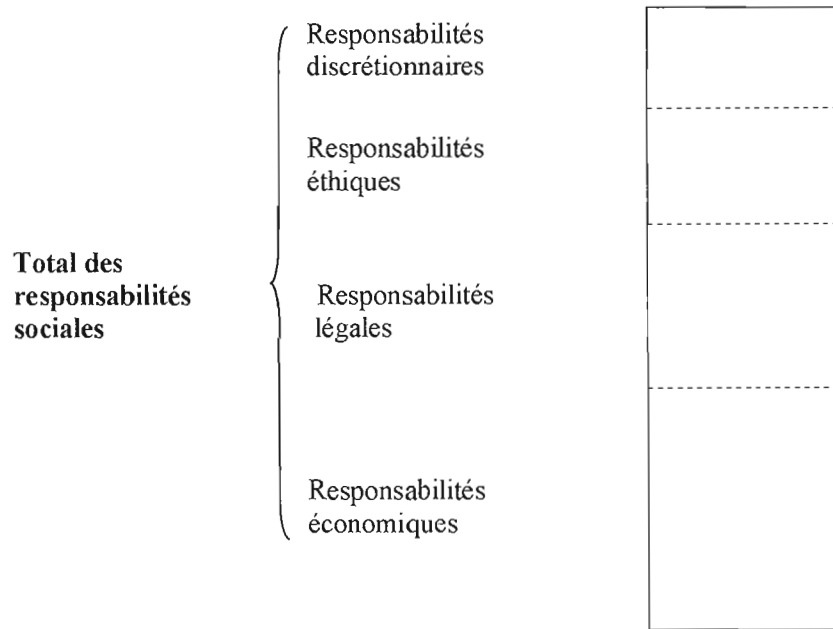 Responsabilités
discrétionnaires
Responsabilités
éthiques
Total des
responsabilités
sociales
Responsabilités
légales
Responsabilités
économiques